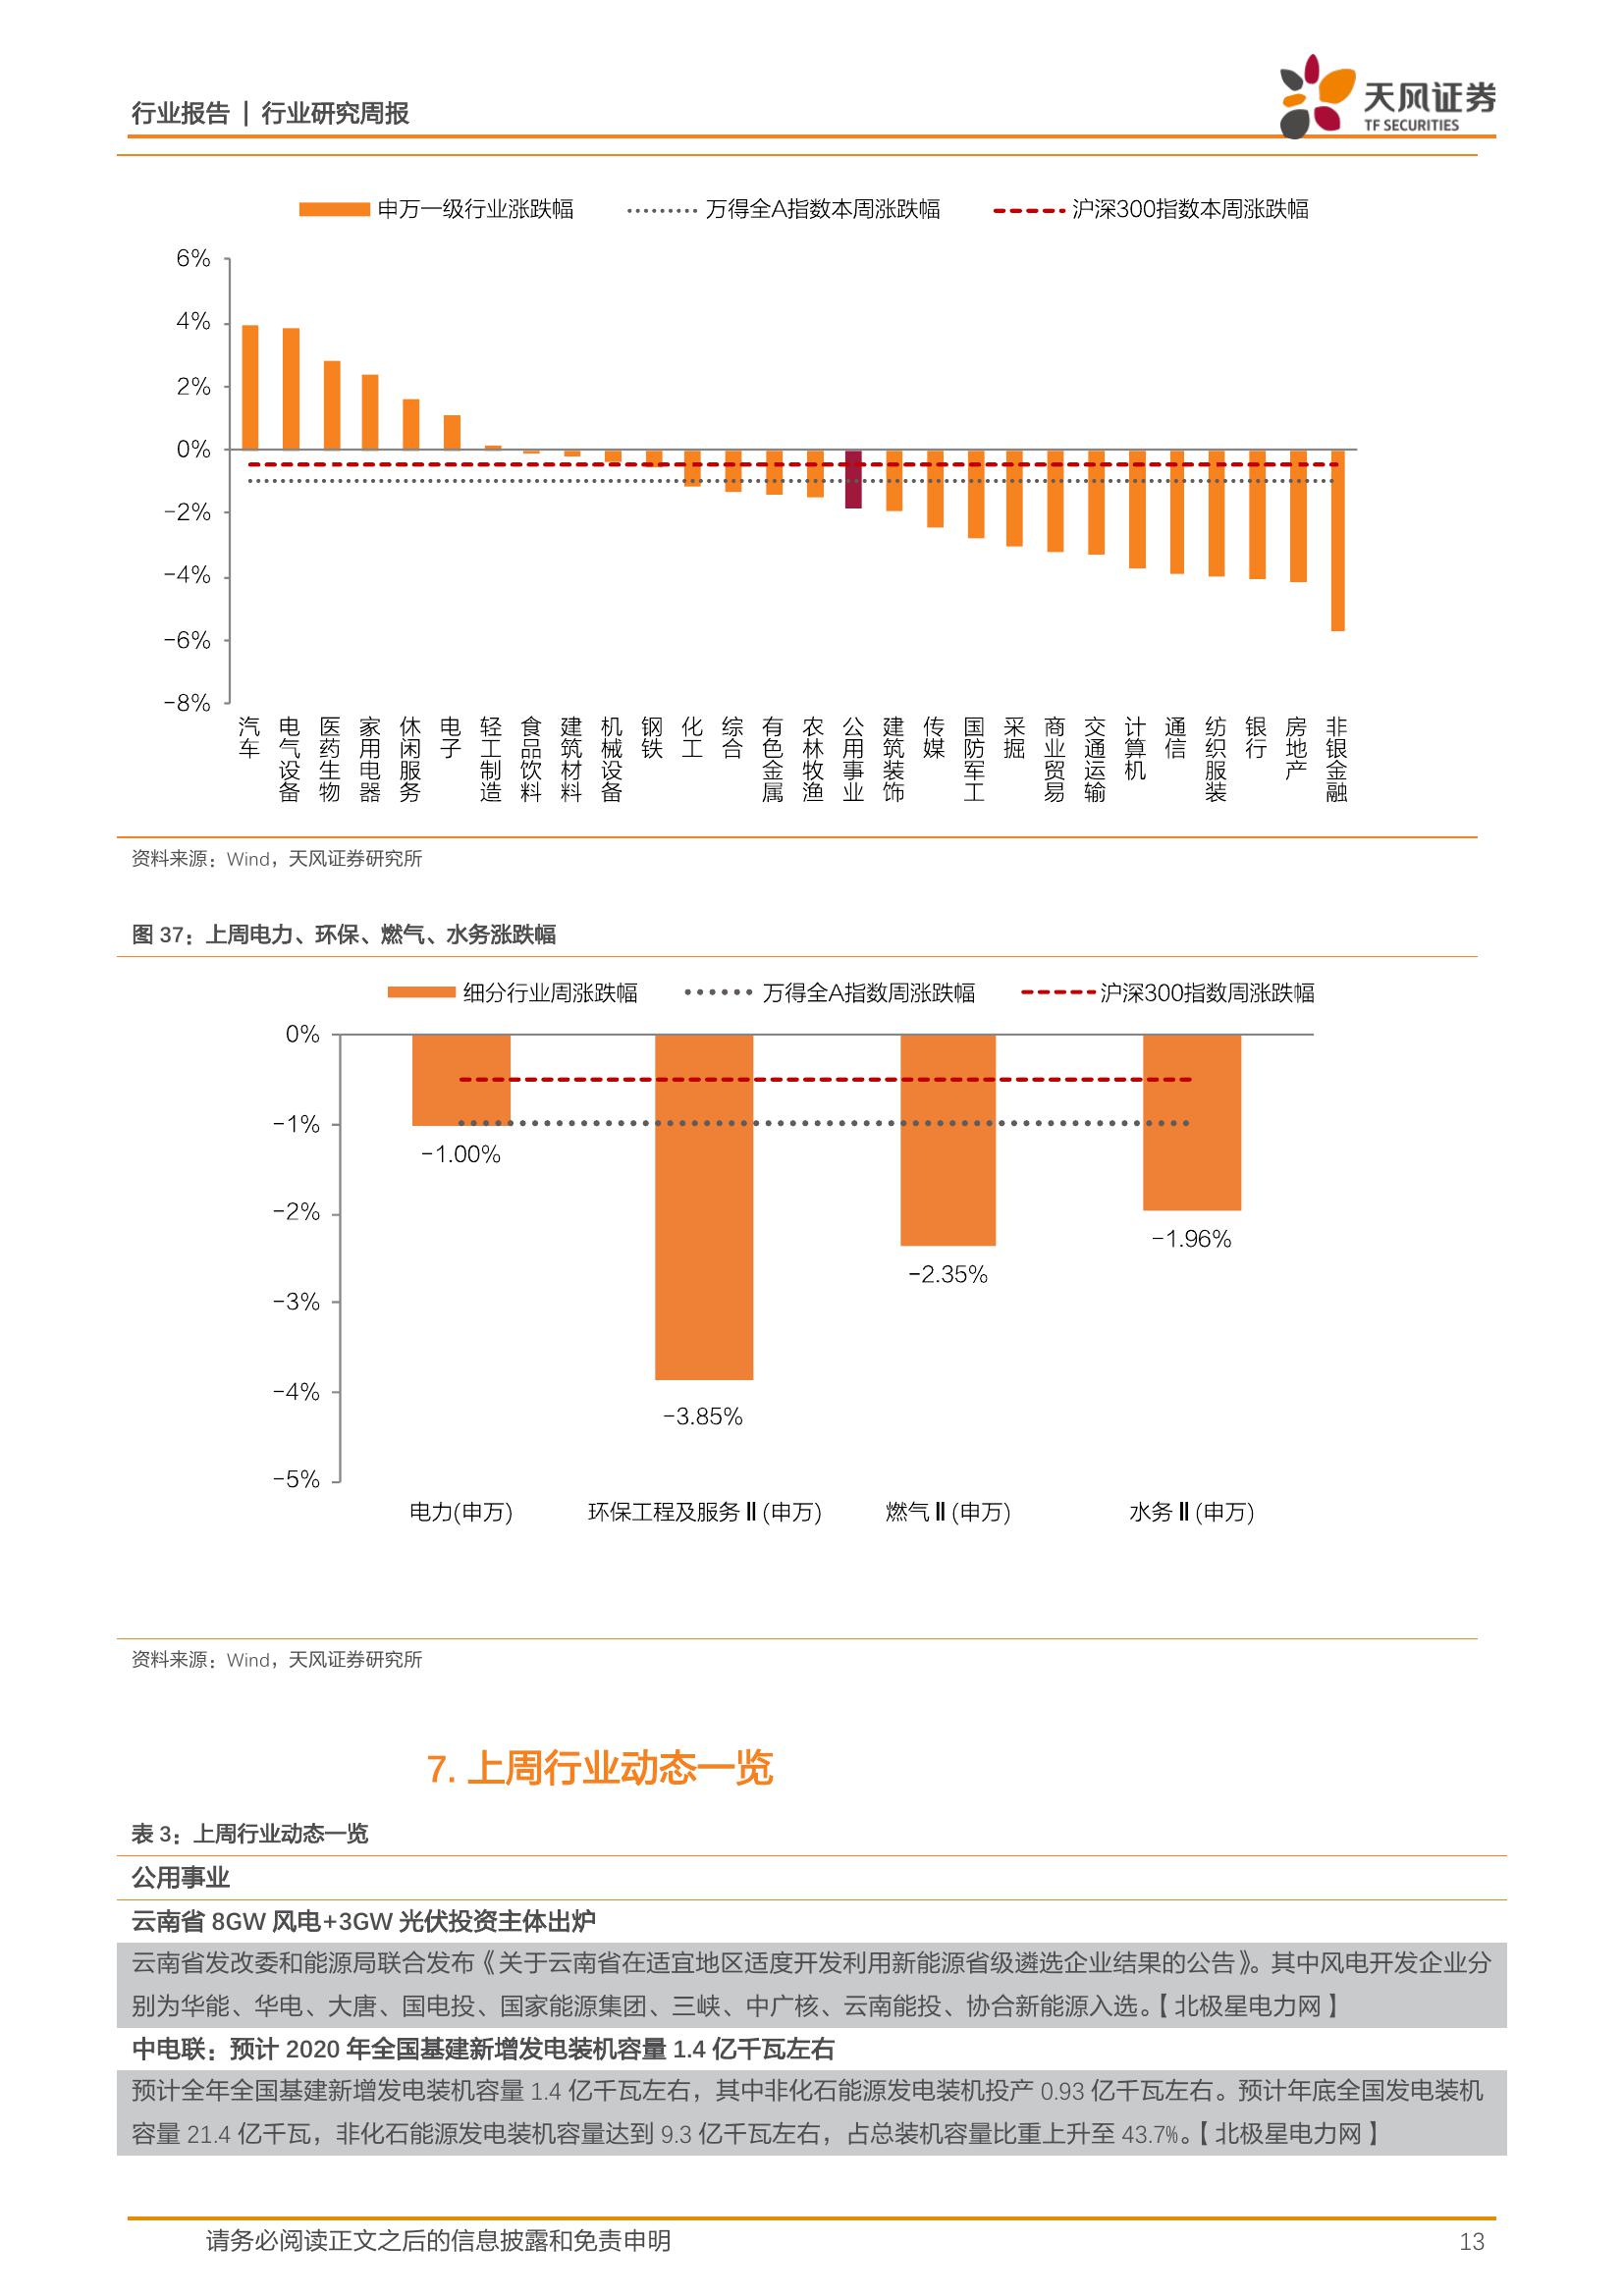 行业报告 | 行业研究周报
天风证券
TF SECURITIES
申万一级行业涨跌幅 万得全A指数本周涨跌幅 沪深300指数本周涨跌幅
6%
4%
2%
0%
-2%
-4%
-6%
-8%
汽车 电气设备 医药生物 家用电器 休闲服务 电子 轻工制造 食品饮料 建筑材料 机械设备 钢铁 化工 综合 有色金属 农林牧渔 公用事业 建筑装饰 传媒 国防军工 采掘 商业贸易 交通运输 计算机 通信 纺织服装 银行 房地产 非银金融
资料来源：Wind，天风证券研究所
图 37：上周电力、环保、燃气、水务涨跌幅
细分行业周涨跌幅 万得全A指数周涨跌幅 沪深300指数周涨跌幅
0%
-1%
-1.00%
-2%
-1.96%
-2.35%
-3%
-4%
-3.85%
-5%
电力(申万) 环保工程及服务Ⅱ(申万) 燃气Ⅱ(申万) 水务Ⅱ(申万)
资料来源：Wind，天风证券研究所
7. 上周行业动态一览
表 3：上周行业动态一览
公用事业
云南省 8GW 风电+3GW 光伏投资主体出炉
云南省发改委和能源局联合发布《关于云南省在适宜地区适度开发利用新能源省级遴选企业结果的公告》。其中风电开发企业分
别为华能、华电、大唐、国电投、国家能源集团、三峡、中广核、云南能投、协合新能源入选。【北极星电力网】
中电联：预计 2020 年全国基建新增发电装机容量 1.4 亿千瓦左右
预计全年全国基建新增发电装机容量 1.4 亿千瓦左右，其中非化石能源发电装机投产 0.93 亿千瓦左右。预计年底全国发电装机
容量 21.4 亿千瓦，非化石能源发电装机容量达到 9.3 亿千瓦左右，占总装机容量比重上升至 43.7%。【北极星电力网】
请务必阅读正文之后的信息披露和免责申明 13